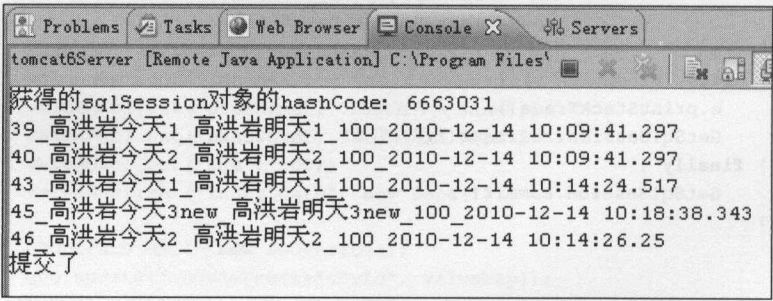 Problems Tasks Web Browser Console Servers
tomcat6Server [Remote Java Application] C:\Program Files\
获得的sqlSession对象的hashCode: 6663031
39_高洪岩今天1_高洪岩明天1_100_2010-12-14 10:09:41.297
40_高洪岩今天2_高洪岩明天2_100_2010-12-14 10:09:41.297
43_高洪岩今天1_高洪岩明天1_100_2010-12-14 10:14:24.517
45_高洪岩今天3new_高洪岩明天3new_100_2010-12-14 10:18:38.343
46_高洪岩今天2_高洪岩明天2_100_2010-12-14 10:14:26.25
提交了